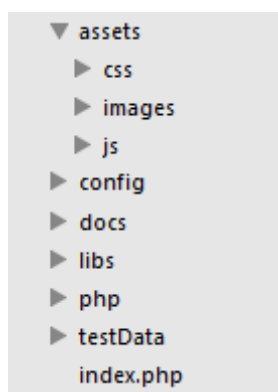 assets
css
images
js
config
docs
libs
php
testData
index.php